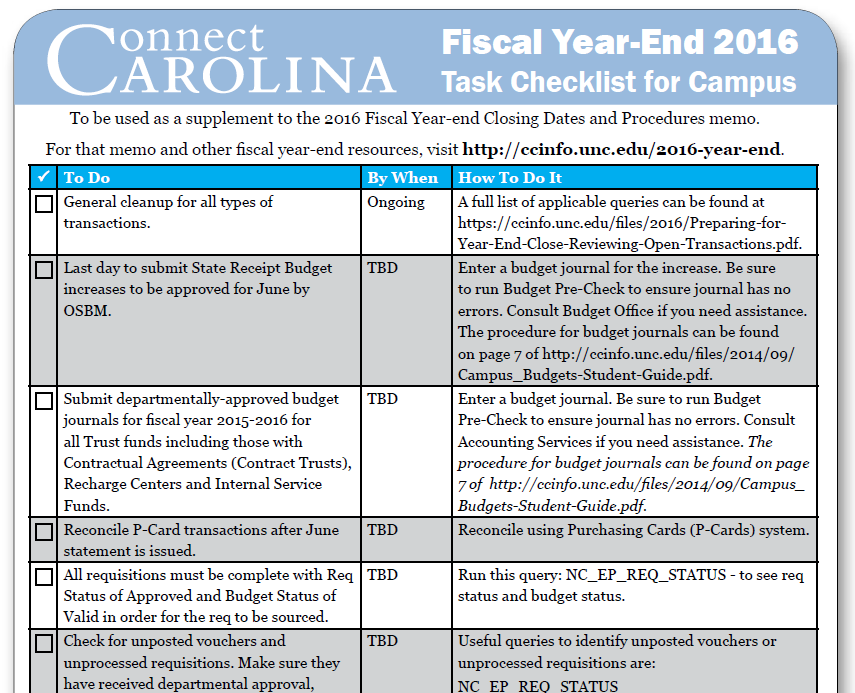 Connect
Carolina
Fiscal Year-End 2016
Task Checklist for Campus
To be used as a supplement to the 2016 Fiscal Year-end Closing Dates and Procedures memo.
For that memo and other fiscal year-end resources, visit http://ccinfo.unc.edu/2016-year-end.
✓ To Do By When How To Do It
General cleanup for all types of
transactions.
Ongoing
A full list of applicable queries can be found at
https://ccinfo.unc.edu/files/2016/Preparing-for-
Year-End-Close-Reviewing-Open-Transactions.pdf.
Last day to submit State Receipt Budget
increases to be approved for June by
OSBM.
TBD
Enter a budget journal for the increase. Be sure
to run Budget Pre-Check to ensure journal has no
errors. Consult Budget Office if you need assistance.
The procedure for budget journals can be found
on page 7 of http://ccinfo.unc.edu/files/2014/09/
Campus_Budgets-Student-Guide.pdf.
Submit departmentally-approved budget
journals for fiscal year 2015-2016 for
all Trust funds including those with
Contractual Agreements (Contract Trusts),
Recharge Centers and Internal Service
Funds.
TBD
Enter a budget journal. Be sure to run Budget
Pre-Check to ensure journal has no errors. Consult
Accounting Services if you need assistance. The
procedure for budget journals can be found on page
7 of http://ccinfo.unc.edu/files/2014/09/Campus_
Budgets-Student-Guide.pdf.
Reconcile P-Card transactions after June
statement is issued.
TBD
Reconcile using Purchasing Cards (P-Cards) system.
All requisitions must be complete with Req
Status of Approved and Budget Status of
Valid in order for the req to be sourced.
TBD
Run this query: NC_EP_REQ_STATUS - to see req
status and budget status.
Check for unposted vouchers and
unprocessed requisitions. Make sure they
have received departmental approval,
TBD
Useful queries to identify unposted vouchers or
unprocessed requisitions are:
NC_EP_REQ_STATUS